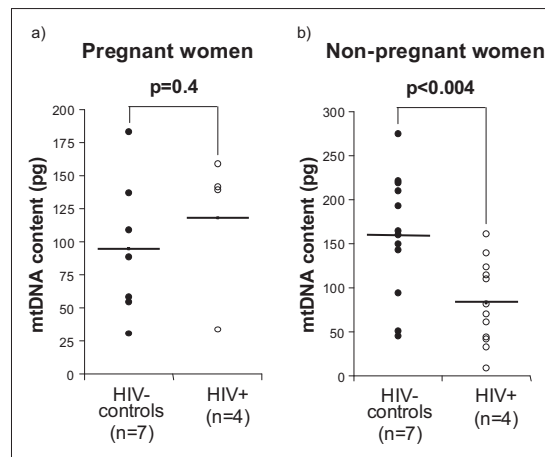 a)
Pregnant women
p=0.4
mtDNA content (pg)
200
175
150
125
100
75
50
25
0
HIV-
controls
(n=7)
HIV+
(n=4)
b)
Non-pregnant women
p<0.004
mtDNA content (pg)
300
250
200
150
100
50
0
HIV-
controls
(n=7)
HIV+
(n=4)